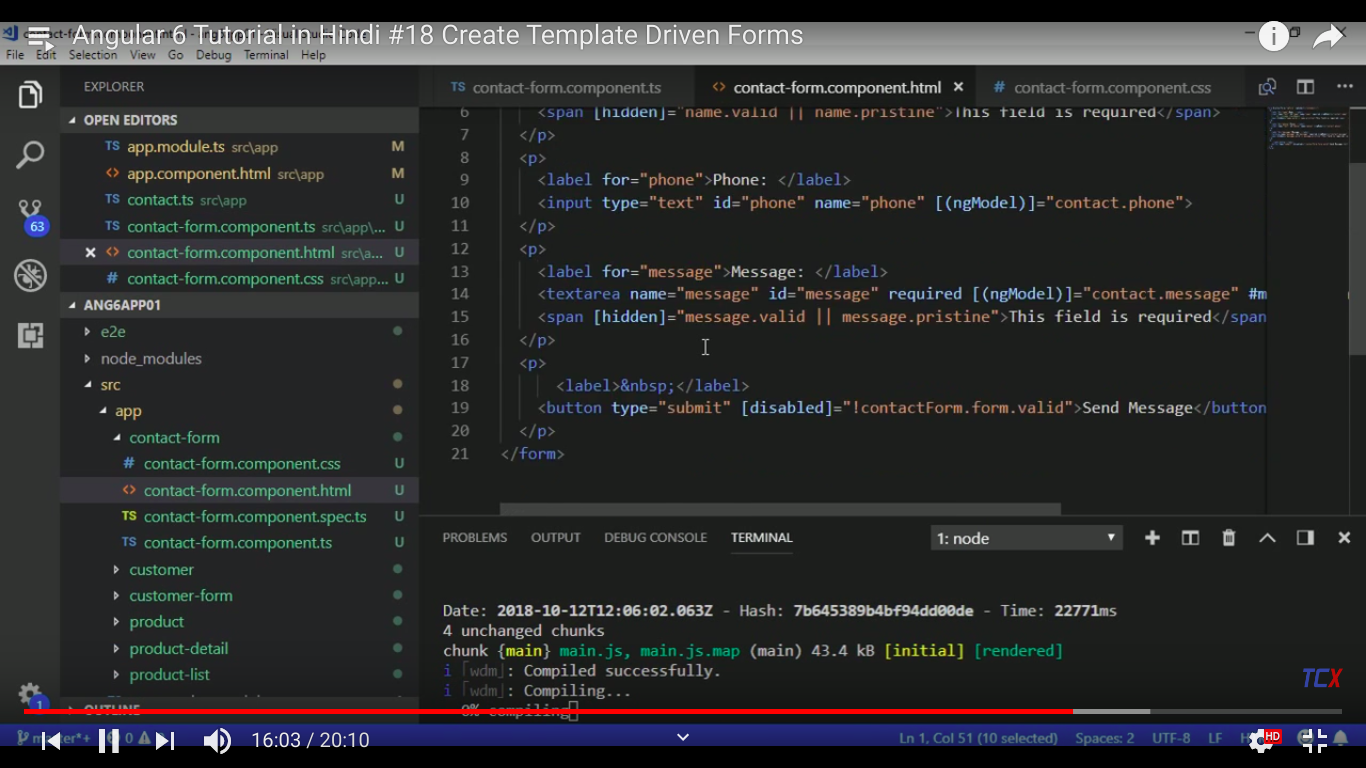 Angular 6 Tutorial in Hindi #18 Create Template Driven Forms
File Edit Selection View Go Debug Terminal Help
EXPLORER
OPEN EDITORS
TS app.module.ts src\app M
<> app.component.html src\app M
TS contact.ts src\app U
TS contact-form.component.ts src\app\... U
<> contact-form.component.html src\a... U
# contact-form.component.css src\app... U
ANG6APP01
e2e
node_modules
src
app
contact-form
# contact-form.component.css U
<> contact-form.component.html U
TS contact-form.component.spec.ts U
TS contact-form.component.ts U
customer
customer-form
product
product-detail
product-list
OUTLINE
63
1
TS contact-form.component.ts <> contact-form.component.html # contact-form.component.css
6 <span [hidden]="name.valid || name.pristine">This field is required</span>
7 </p>
8 <p>
9 <label for="phone">Phone: </label>
10 <input type="text" id="phone" name="phone" [(ngModel)]="contact.phone">
11 </p>
12 <p>
13 <label for="message">Message: </label>
14 <textarea name="message" id="message" required [(ngModel)]="contact.message" #m
15 <span [hidden]="message.valid || message.pristine">This field is required</span
16 </p>
17 <p>
18 <label>&nbsp;</label>
19 <button type="submit" [disabled]="!contactForm.form.valid">Send Message</button
20 </p>
21 </form>
PROBLEMS OUTPUT DEBUG CONSOLE TERMINAL 1: node
Date: 2018-10-12T12:06:02.063Z - Hash: 7b645389b4bf94dd00de - Time: 22771ms
4 unchanged chunks
chunk {main} main.js, main.js.map (main) 43.4 kB [initial] [rendered]
i ｢wdm｣: Compiled successfully.
i ｢wdm｣: Compiling...
0% compiling
TCX
16:03 / 20:10
Ln 1, Col 51 (10 selected) Spaces: 2 UTF-8 LF
HD